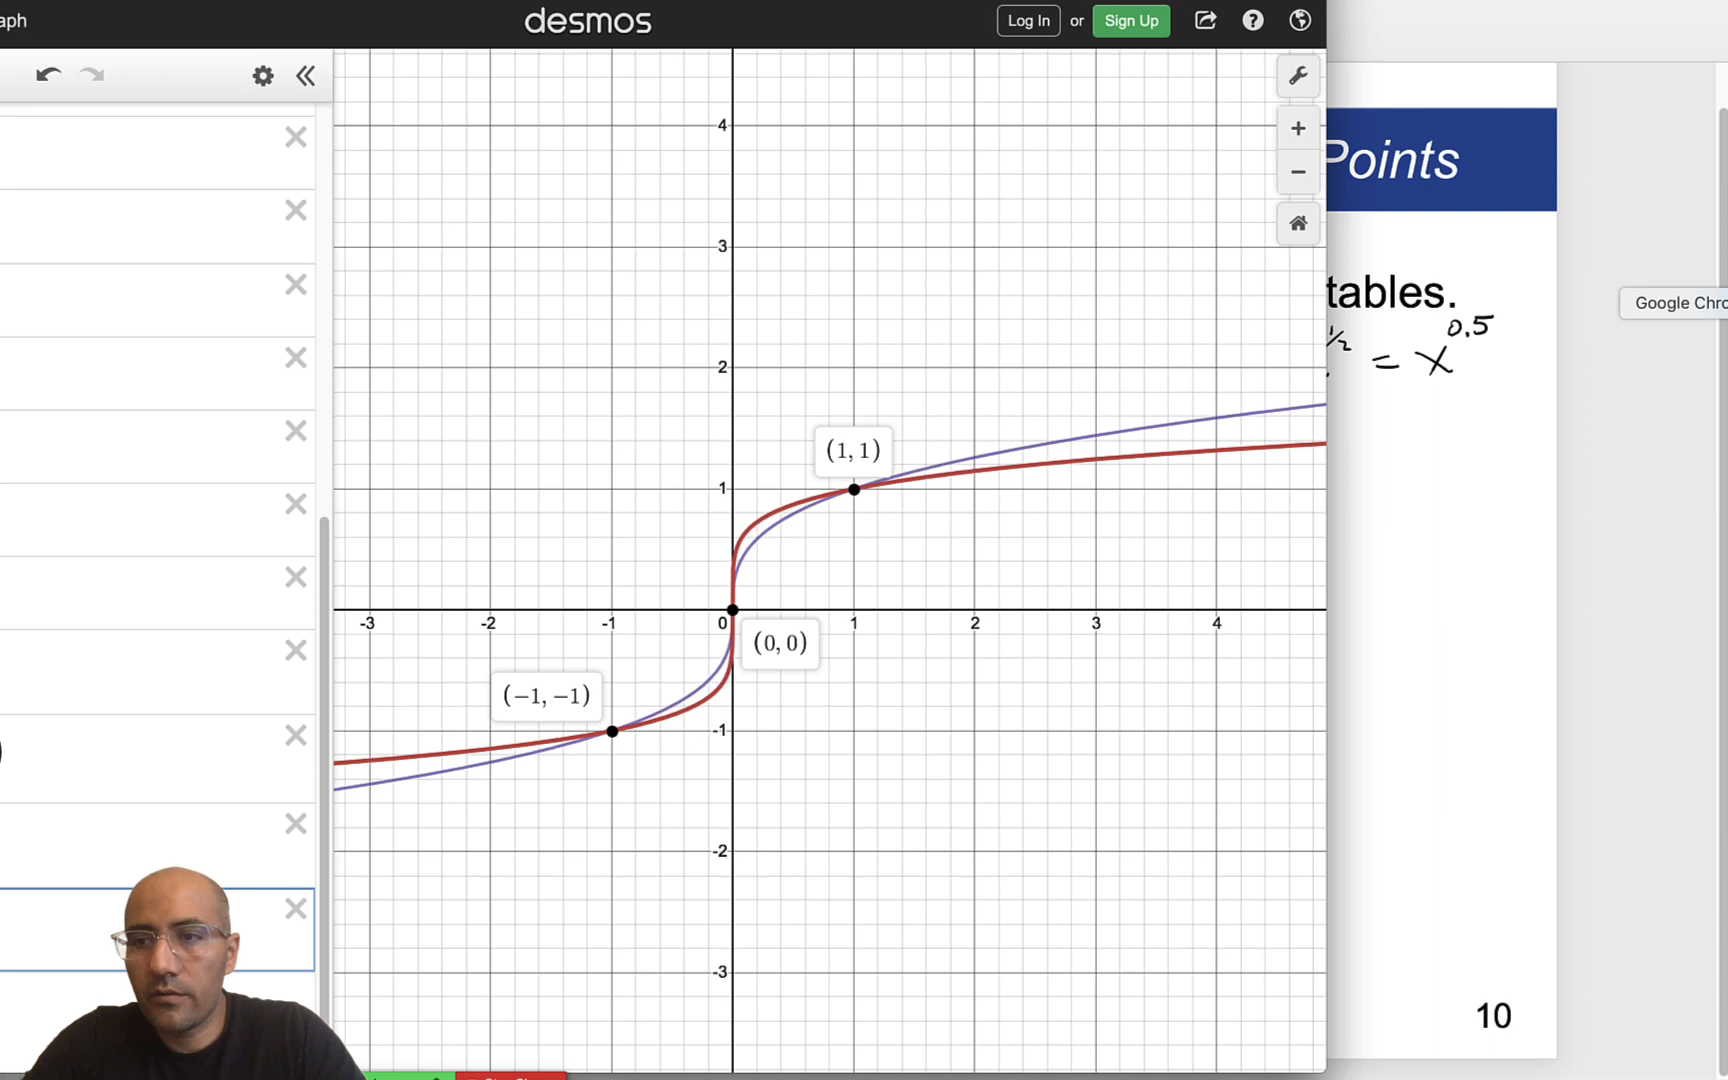 aph
desmos
Log In or Sign Up
Points
tables.
1/2 = x^0.5
Google Chro
4
3
2
1
(1, 1)
-3 -2 -1 0 1 2 3 4
(0, 0)
(−1, −1)
-1
-2
-3
10